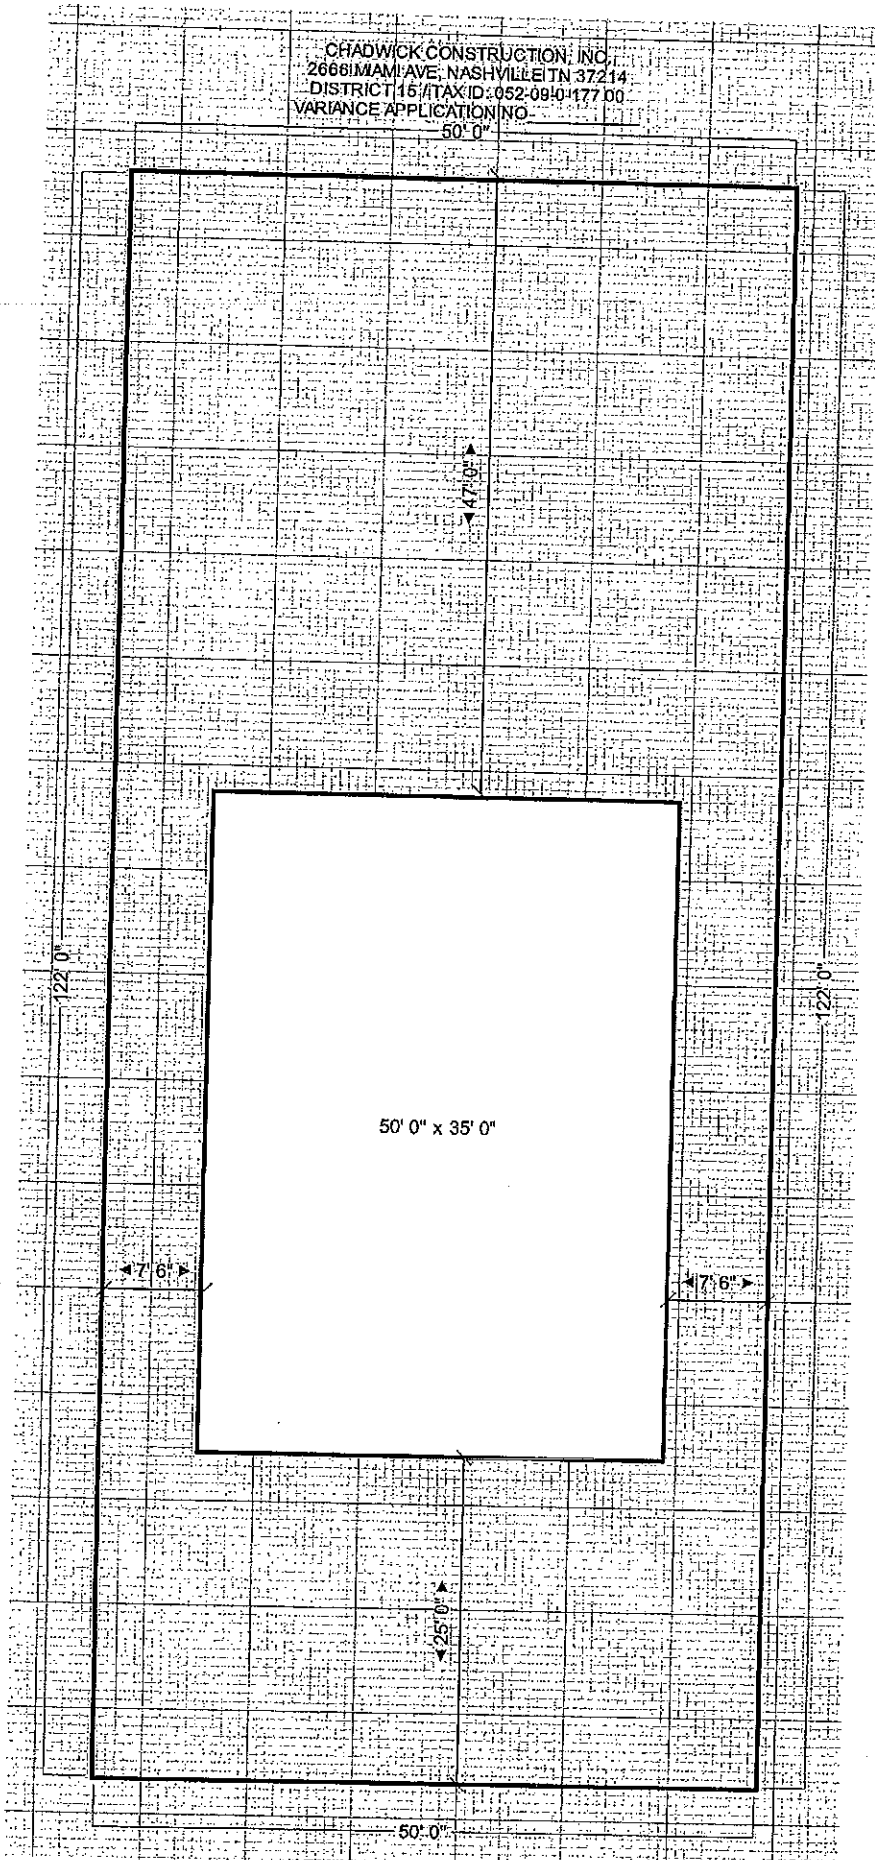 CHADWICK CONSTRUCTION, INC.
2666 MIAMI AVE, NASHVILLE TN 37214
DISTRICT 15 / TAX ID: 052-09-0-177.00
VARIANCE APPLICATION NO.
50' 0"
47' 0"
122' 0"
122' 0"
50' 0" x 35' 0"
7' 6"
7' 6"
25' 0"
50' 0"